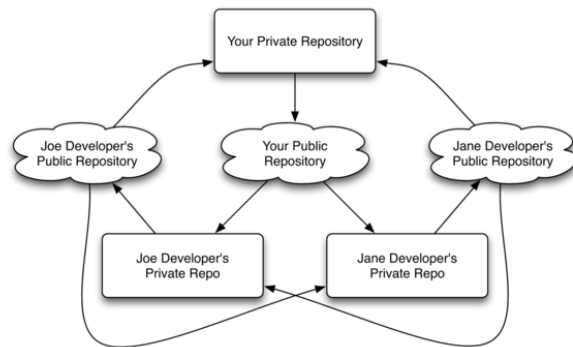 Your Private Repository
Joe Developer's
Public Repository
Your Public
Repository
Jane Developer's
Public Repository
Joe Developer's
Private Repo
Jane Developer's
Private Repo